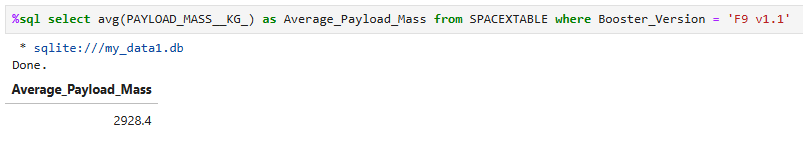 %sql select avg(PAYLOAD_MASS__KG_) as Average_Payload_Mass from SPACEXTABLE where Booster_Version = 'F9 v1.1'
* sqlite:///my_data1.db
Done.
Average_Payload_Mass
2928.4